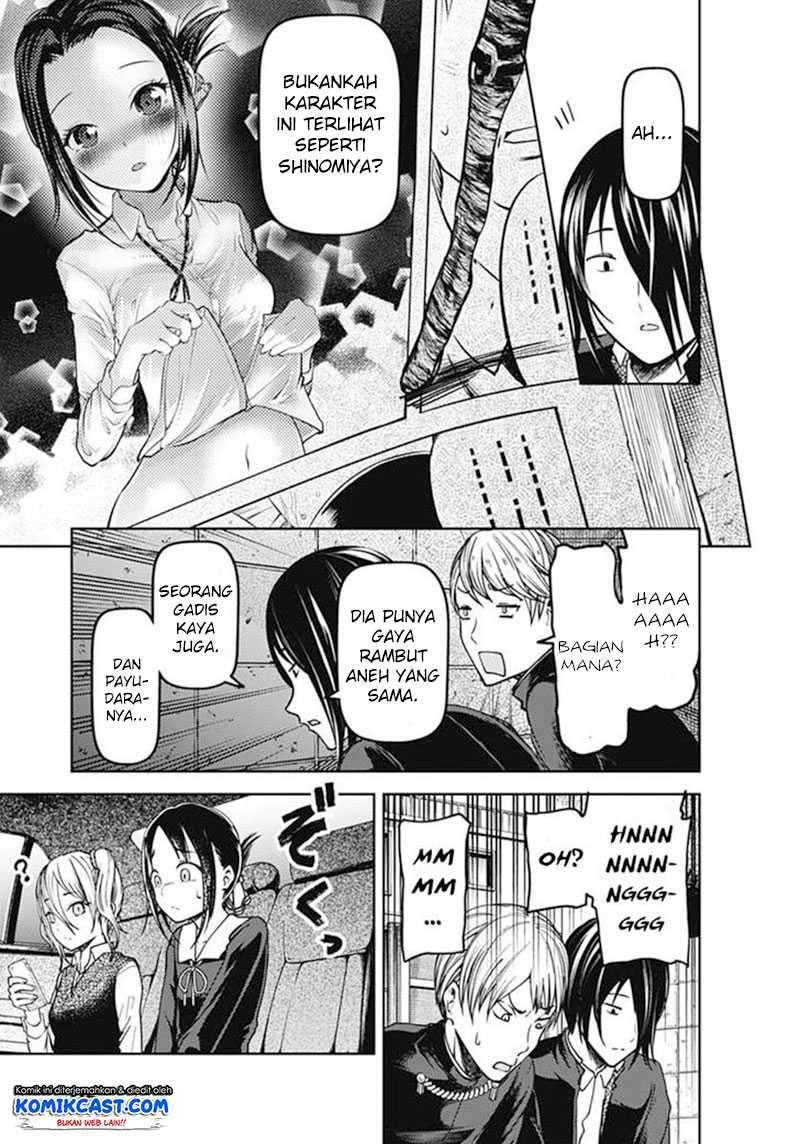 AH...
BUKANKAH
KARAKTER
INI TERLIHAT
SEPERTI
SHINOMIYA?
HAAA
AAAA
H??
BAGIAN
MANA?
DIA PUNYA
GAYA
RAMBUT
ANEH YANG
SAMA.
SEORANG
GADIS
KAYA
JUGA.
DAN
PAYU-
DARA-
NYA...
HNNN
NNNN-
NGGG-
GGG
OH?
MM
MM
...
ぞくっ
?
Komik ini diterjemahkan & diedit oleh
KOMIKCAST.COM
BUKAN WEB LAIN!!